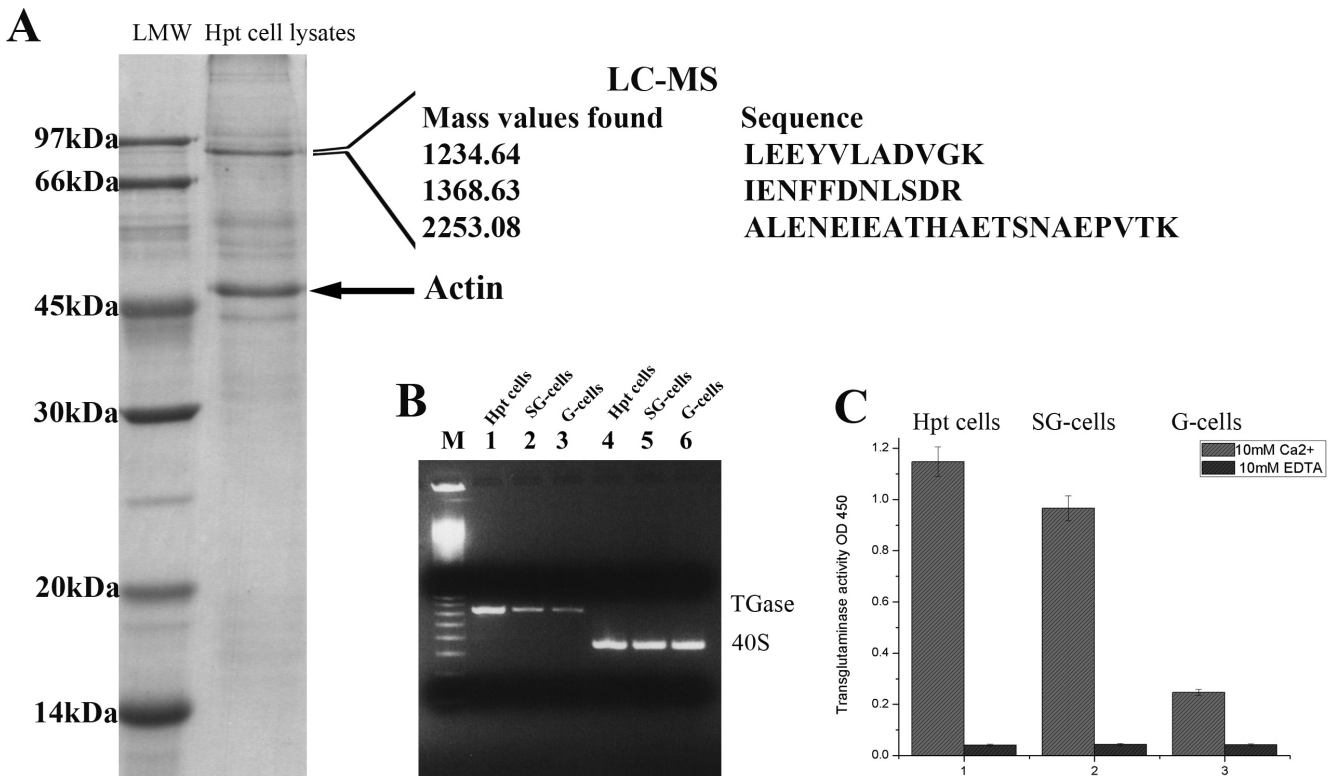 A
LMW Hpt cell lysates
97kDa
66kDa
45kDa
30kDa
20kDa
14kDa
LC-MS
Mass values found Sequence
1234.64 LEEYVLADVGK
1368.63 IENFFDNLSDR
2253.08 ALENEIEATHAETSNAEPVTK
Actin
B
Hpt cells SG-cells G-cells Hpt cells SG-cells G-cells
M 1 2 3 4 5 6
TGase
40S
C
Hpt cells SG-cells G-cells
10mM Ca2+
10mM EDTA
Transglutaminase activity OD 450
1.2
1.0
0.8
0.6
0.4
0.2
0.0
1 2 3